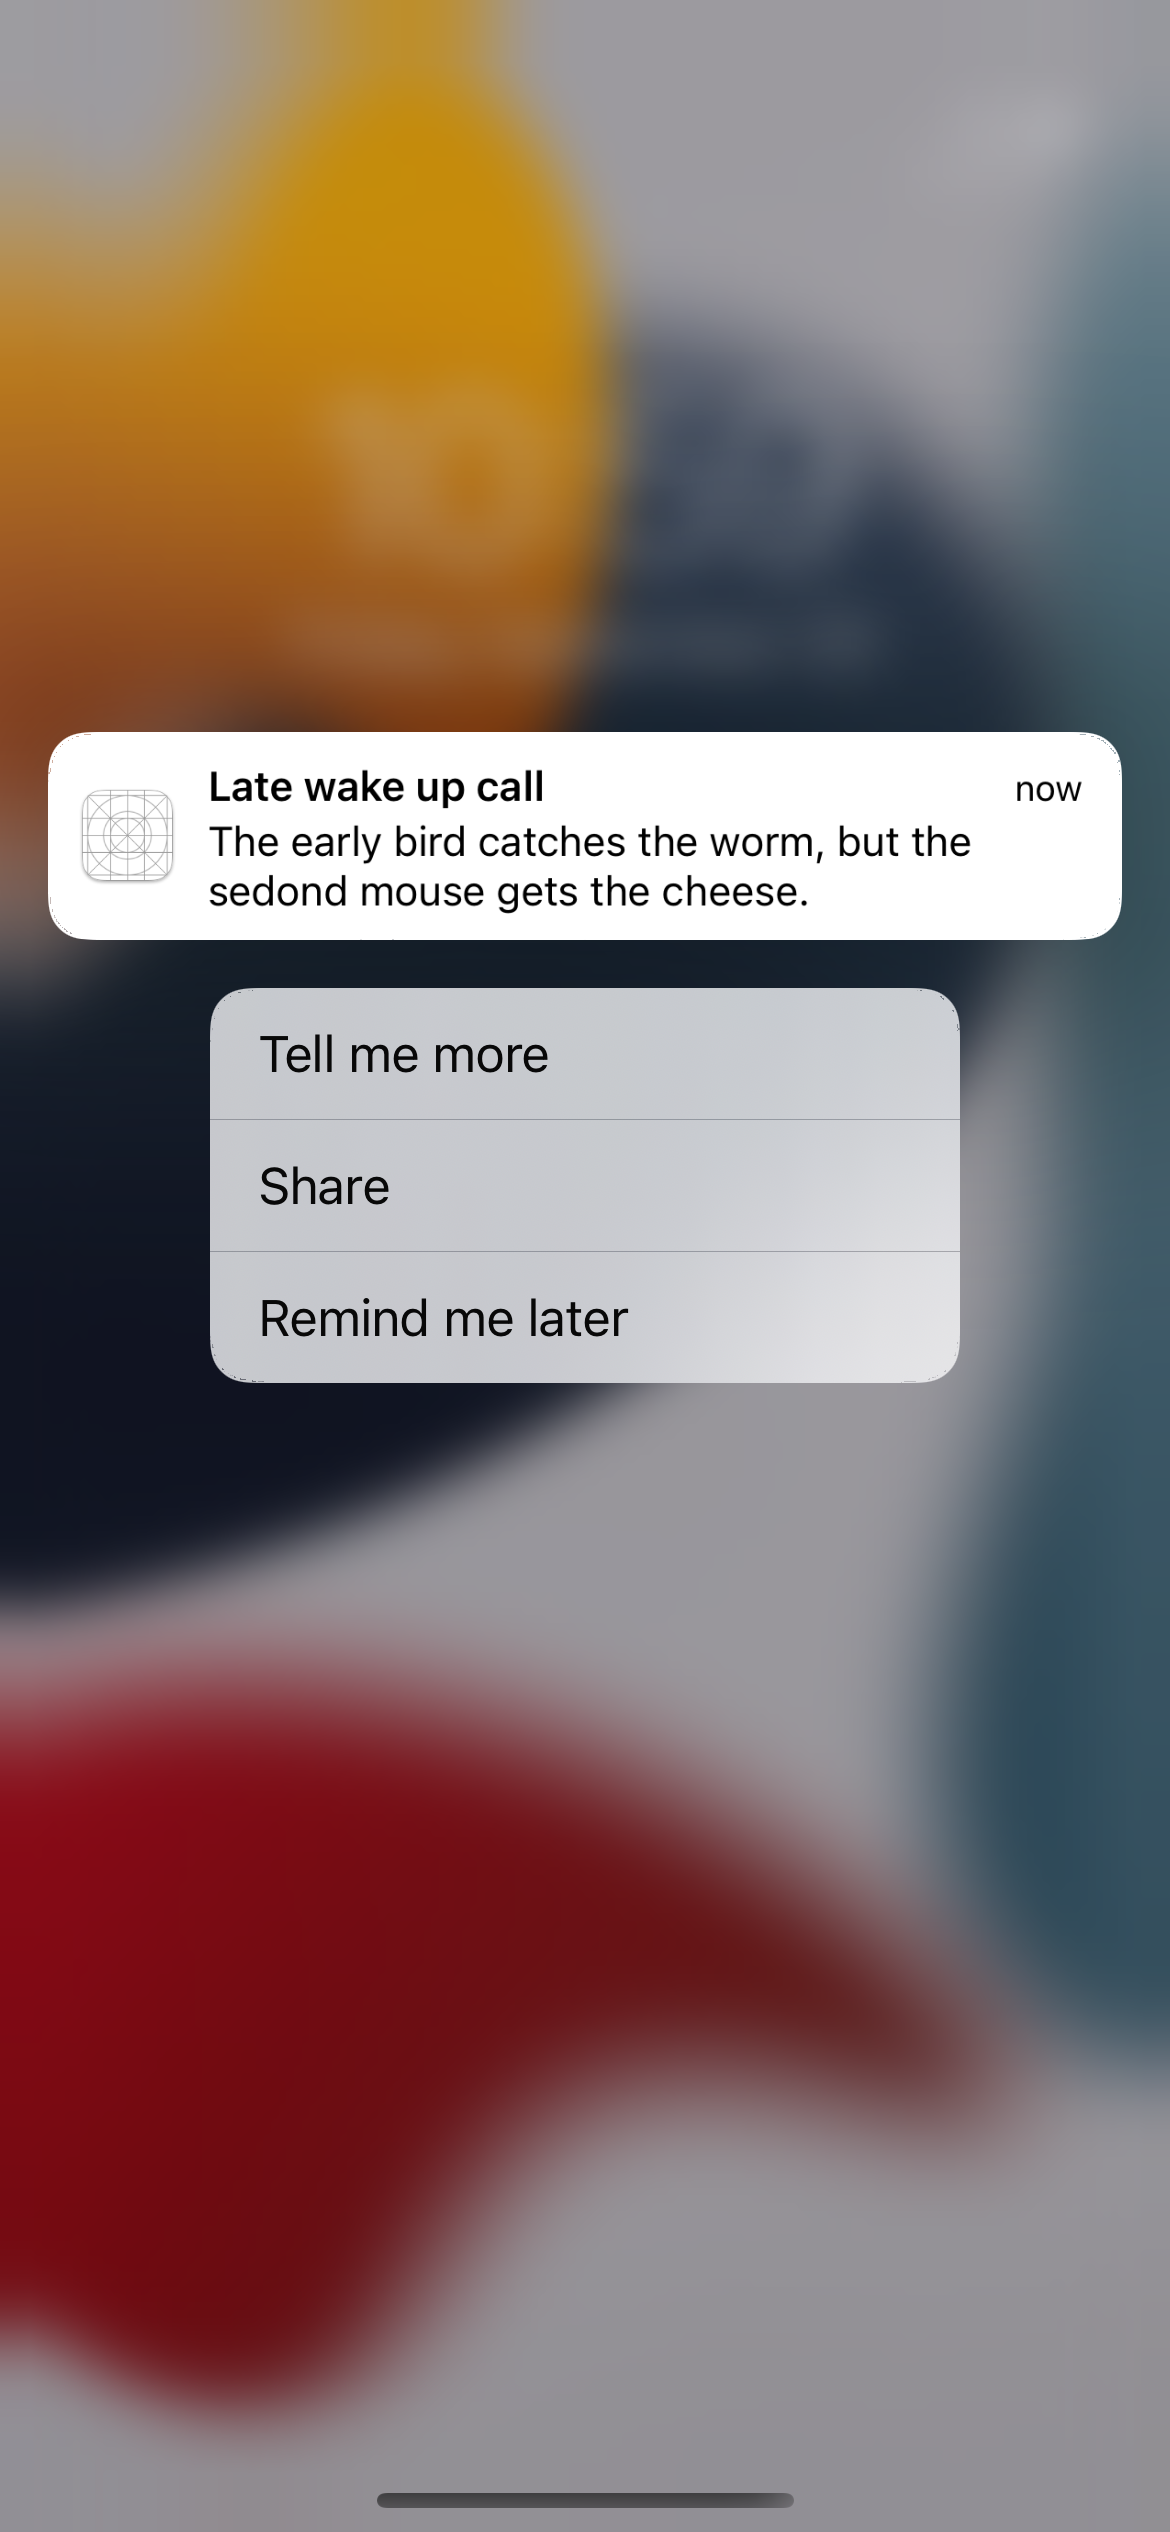 Late wake up call
now
The early bird catches the worm, but the
sedond mouse gets the cheese.
Tell me more
Share
Remind me later